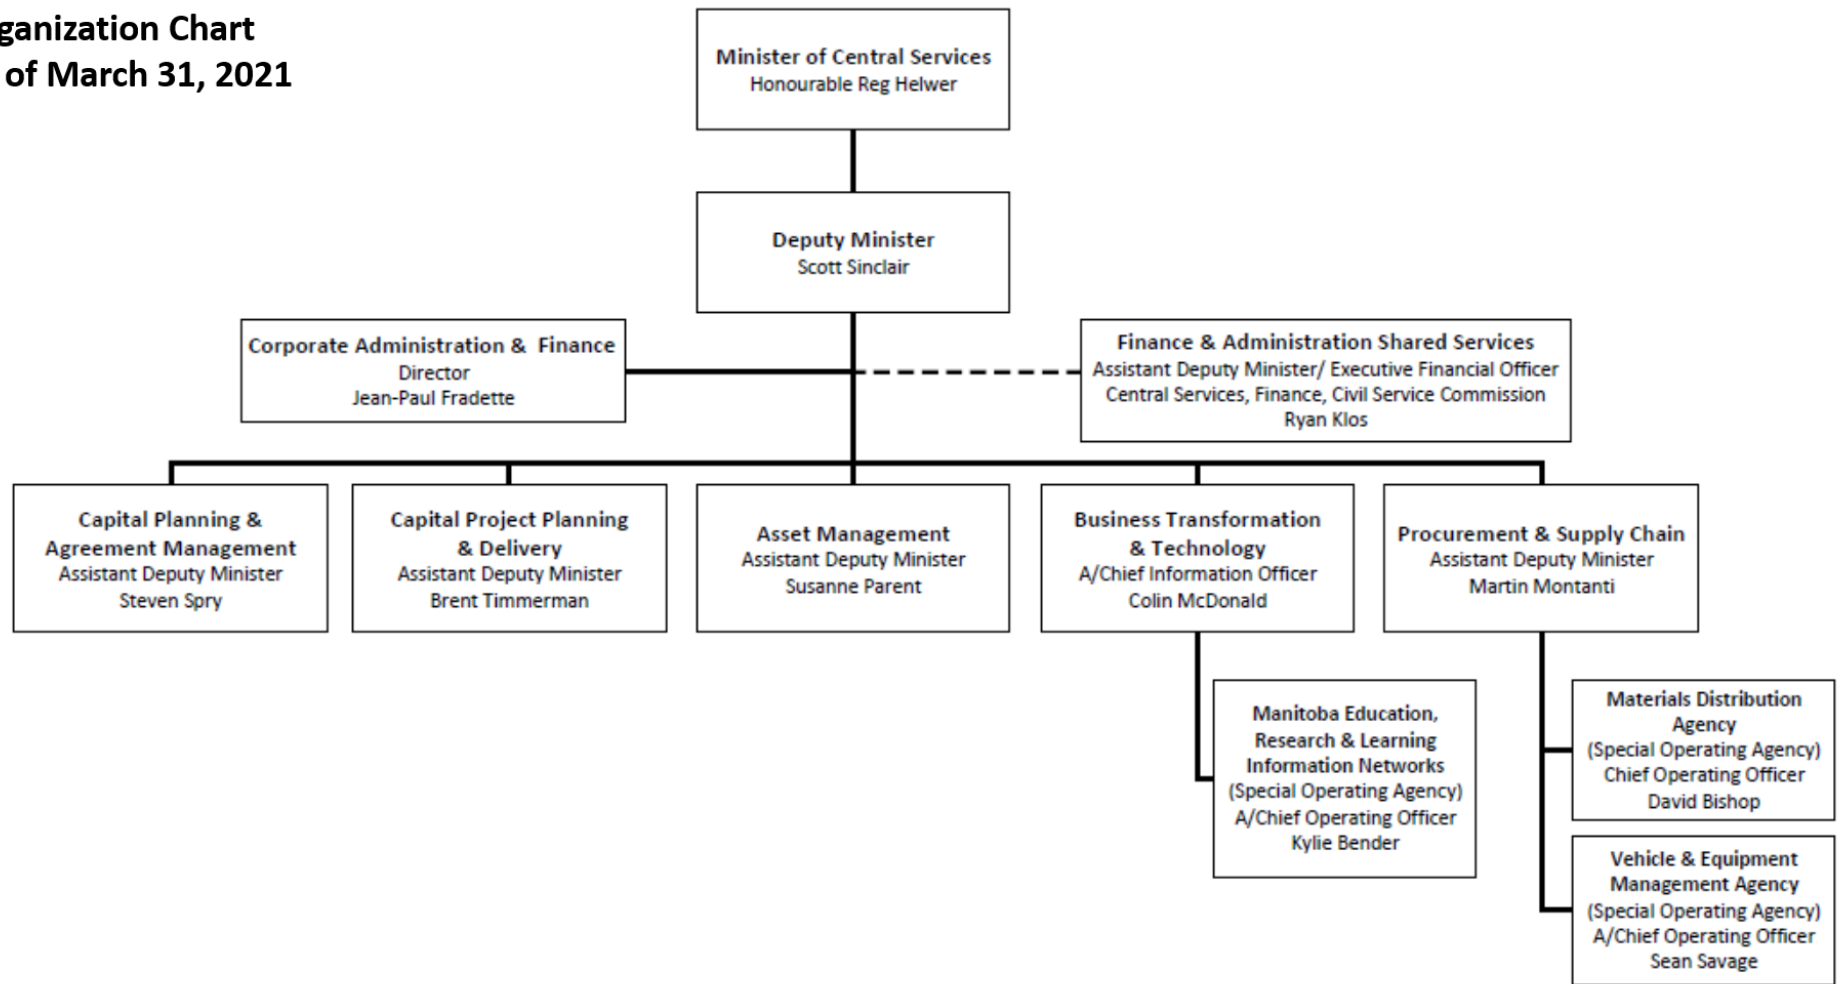 ganization Chart
of March 31, 2021
Minister of Central Services
Honourable Reg Helwer
Deputy Minister
Scott Sinclair
Corporate Administration & Finance
Director
Jean-Paul Fradette
Finance & Administration Shared Services
Assistant Deputy Minister/ Executive Financial Officer
Central Services, Finance, Civil Service Commission
Ryan Klos
Capital Planning &
Agreement Management
Assistant Deputy Minister
Steven Spry
Capital Project Planning
& Delivery
Assistant Deputy Minister
Brent Timmerman
Asset Management
Assistant Deputy Minister
Susanne Parent
Business Transformation
& Technology
A/Chief Information Officer
Colin McDonald
Procurement & Supply Chain
Assistant Deputy Minister
Martin Montanti
Manitoba Education,
Research & Learning
Information Networks
(Special Operating Agency)
A/Chief Operating Officer
Kylie Bender
Materials Distribution
Agency
(Special Operating Agency)
Chief Operating Officer
David Bishop
Vehicle & Equipment
Management Agency
(Special Operating Agency)
A/Chief Operating Officer
Sean Savage